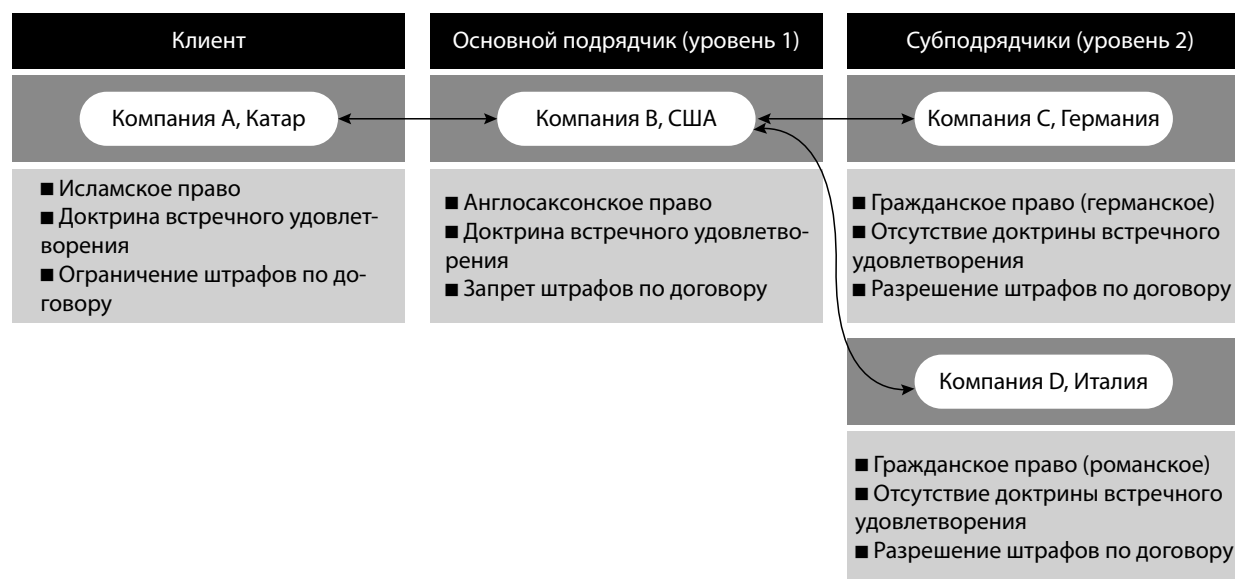 Клиент
Компания A, Катар
■ Исламское право
■ Доктрина встречного удовлет-
ворения
■ Ограничение штрафов по до-
говору
Основной подрядчик (уровень 1)
Компания B, США
■ Англосаксонское право
■ Доктрина встречного удовлетво-
рения
■ Запрет штрафов по договору
Субподрядчики (уровень 2)
Компания C, Германия
■ Гражданское право (германское)
■ Отсутствие доктрины встречного
удовлетворения
■ Разрешение штрафов по договору
Компания D, Италия
■ Гражданское право (романское)
■ Отсутствие доктрины встречного
удовлетворения
■ Разрешение штрафов по договору